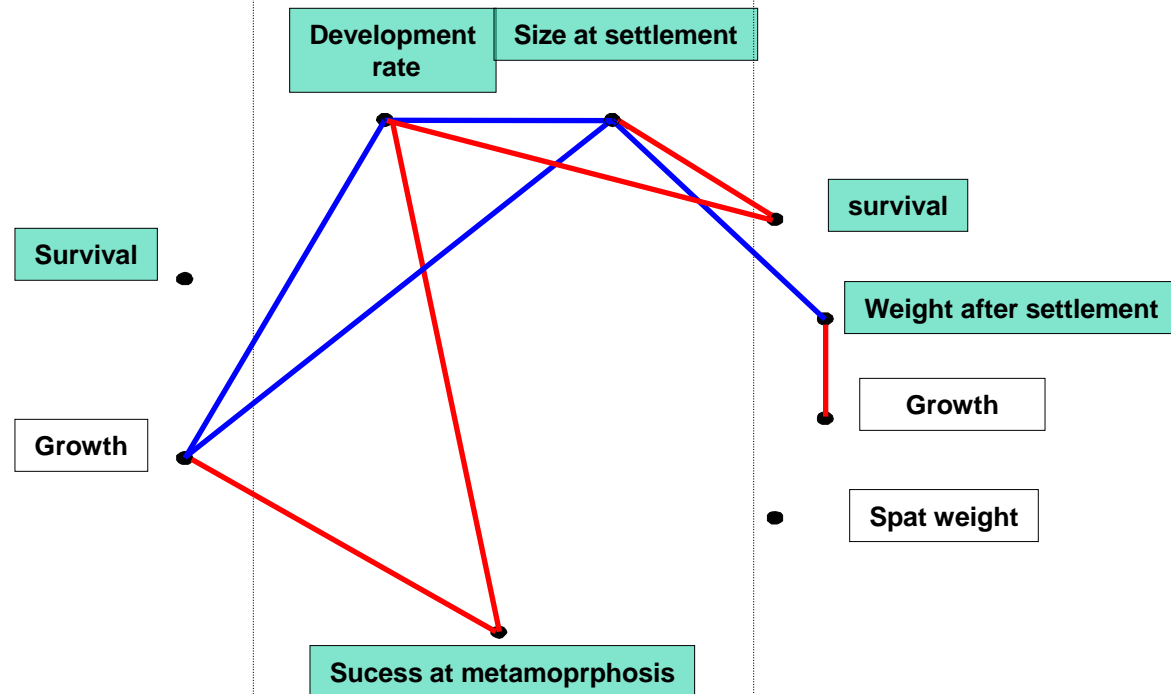 Development
rate
Size at settlement
survival
Survival
Weight after settlement
Growth
Growth
Spat weight
Sucess at metamoprphosis